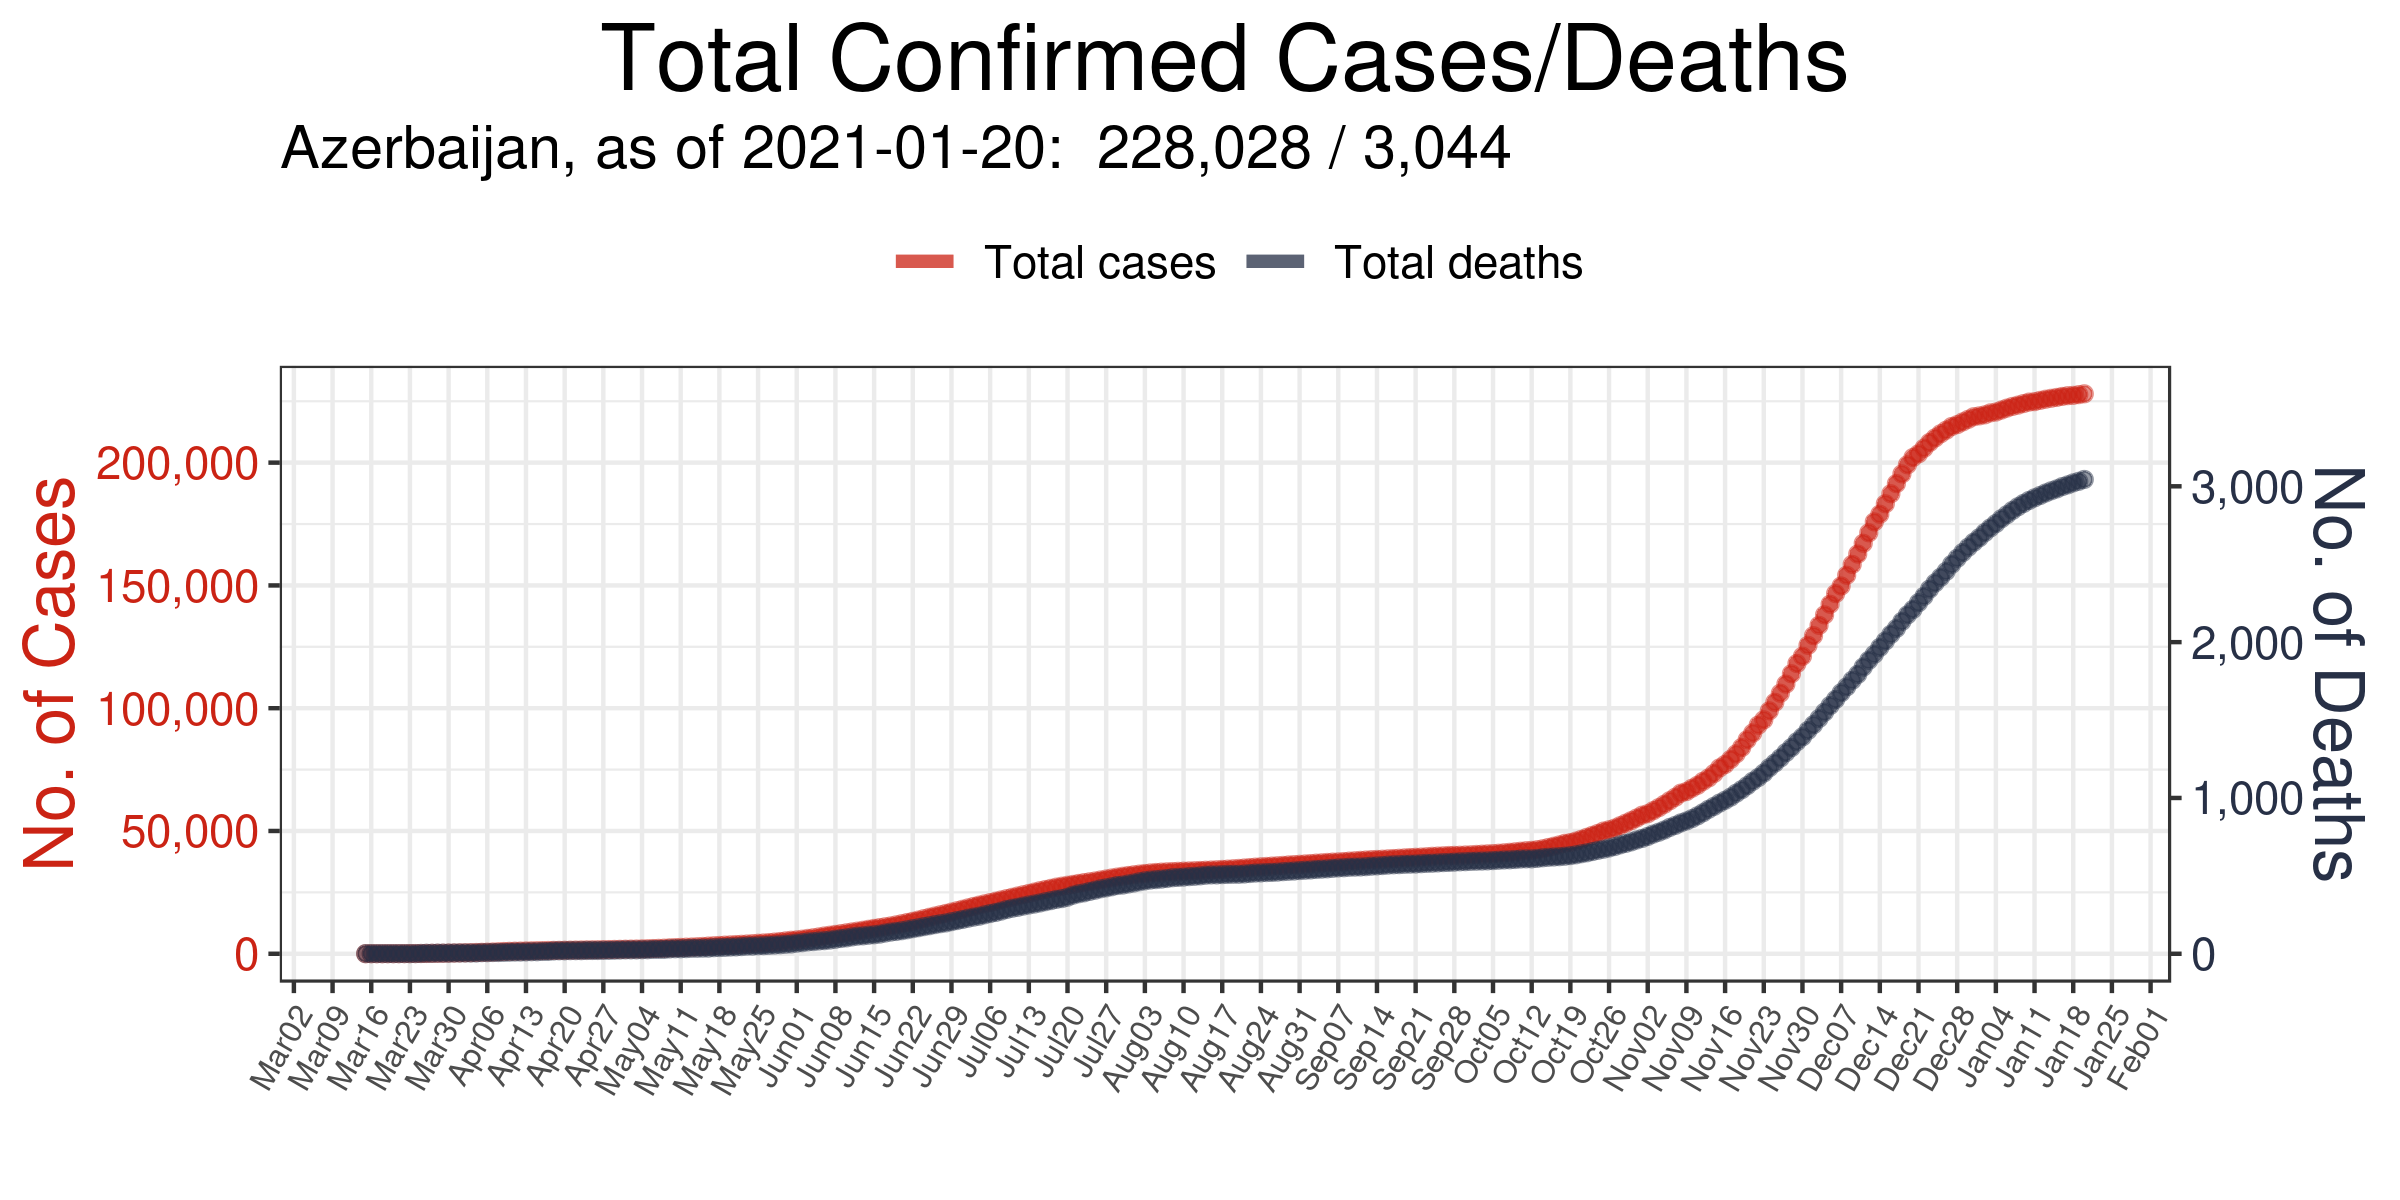 Total Confirmed Cases/Deaths
Azerbaijan, as of 2021-01-20:  228,028 / 3,044
Total cases
Total deaths
No. of Cases
200,000
150,000
100,000
50,000
0
3,000
2,000
1,000
0
No. of Deaths
Mar02
Mar09
Mar16
Mar23
Mar30
Apr06
Apr13
Apr20
Apr27
May04
May11
May18
May25
Jun01
Jun08
Jun15
Jun22
Jun29
Jul06
Jul13
Jul20
Jul27
Aug03
Aug10
Aug17
Aug24
Aug31
Sep07
Sep14
Sep21
Sep28
Oct05
Oct12
Oct19
Oct26
Nov02
Nov09
Nov16
Nov23
Nov30
Dec07
Dec14
Dec21
Dec28
Jan04
Jan11
Jan18
Jan25
Feb01